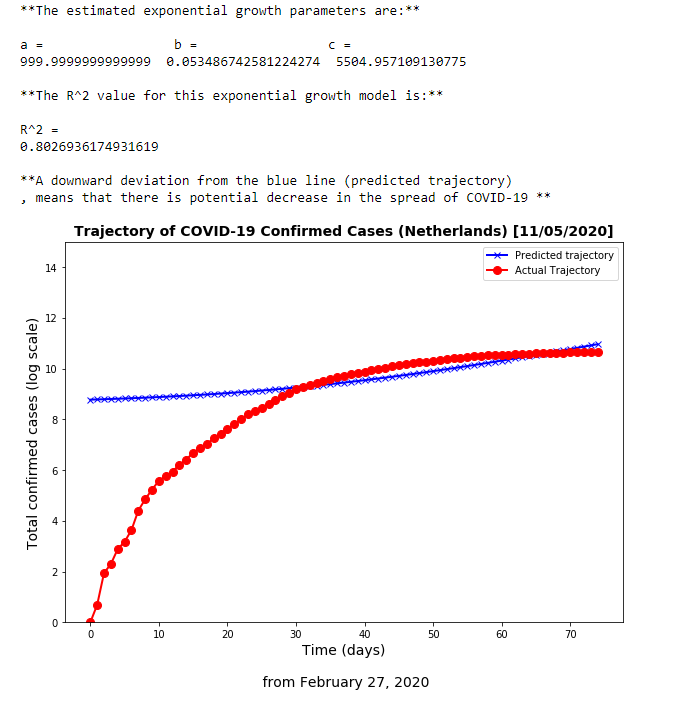 **The estimated exponential growth parameters are:**
a = b = c =
999.9999999999999 0.053486742581224274 5504.957109130775
**The R^2 value for this exponential growth model is:**
R^2 =
0.8026936174931619
**A downward deviation from the blue line (predicted trajectory)
, means that there is potential decrease in the spread of COVID-19 **
Trajectory of COVID-19 Confirmed Cases (Netherlands) [11/05/2020]
Predicted trajectory
Actual Trajectory
Total confirmed cases (log scale)
14
12
10
8
6
4
2
0
0 10 20 30 40 50 60 70
Time (days)
from February 27, 2020